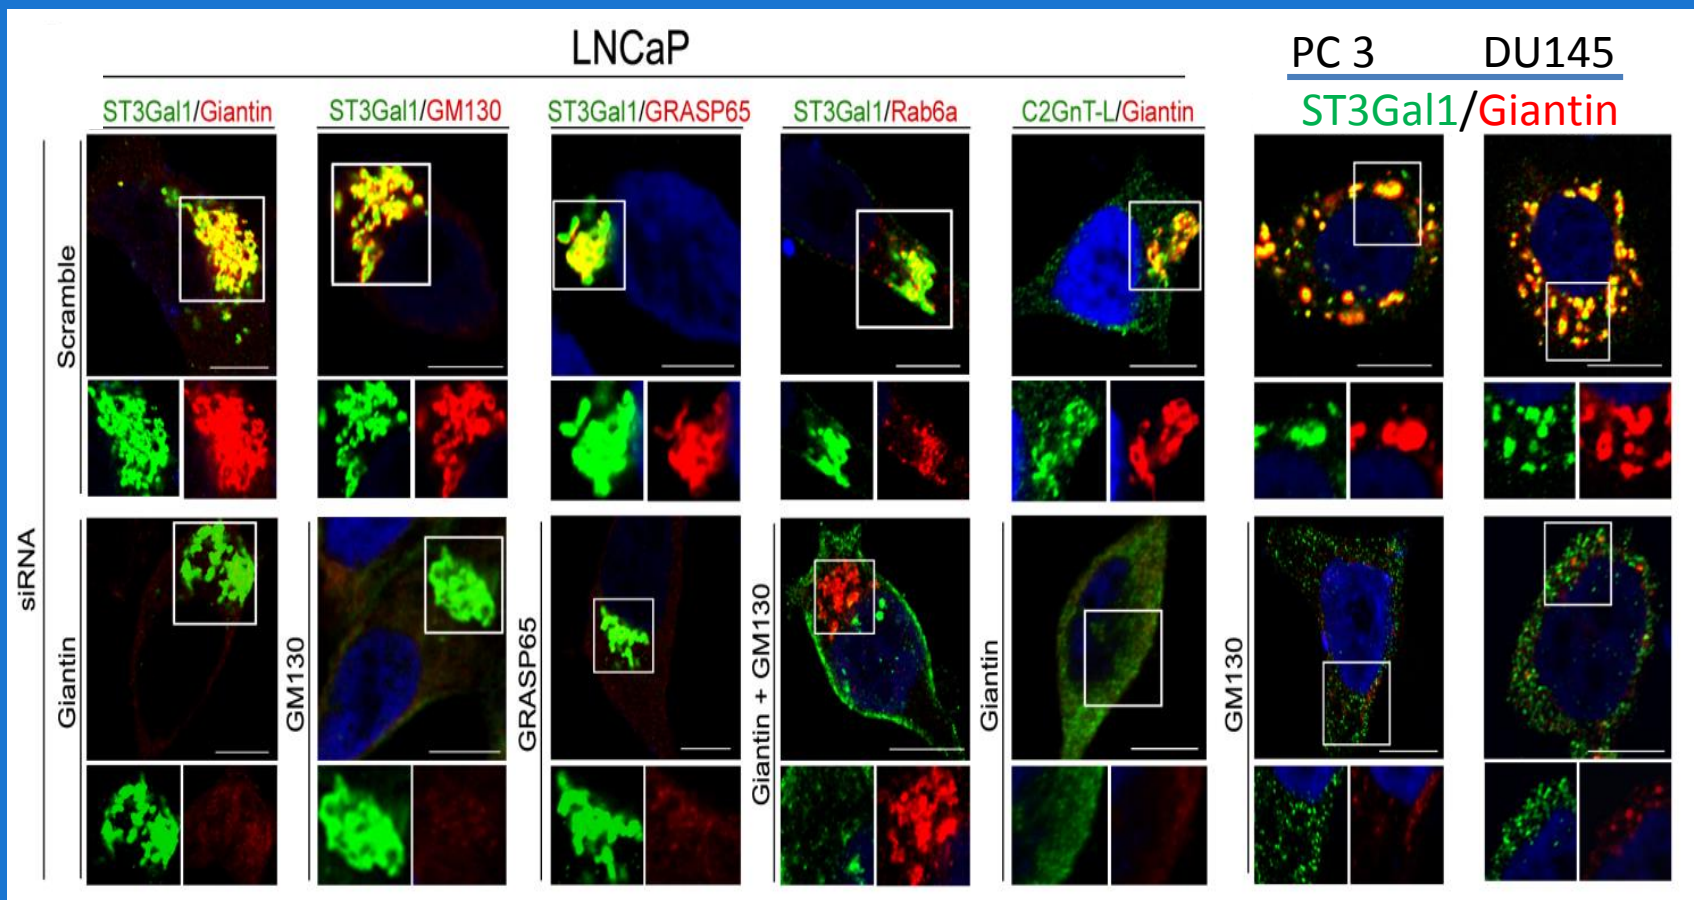 LNCaP
PC 3 DU145
ST3Gal1/Giantin
ST3Gal1/GM130
ST3Gal1/GRASP65
ST3Gal1/Rab6a
C2GnT-L/Giantin
ST3Gal1/Giantin
siRNA
Scramble
Giantin
GM130
GRASP65
Giantin + GM130
Giantin
GM130